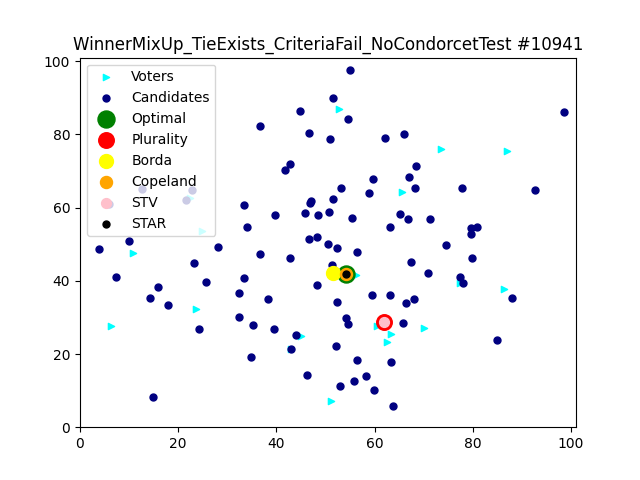 WinnerMixUp_TieExists_CriteriaFail_NoCondorcetTest #10941
100
80
60
40
20
0
0 20 40 60 80 100
Voters
Candidates
Optimal
Plurality
Borda
Copeland
STV
STAR